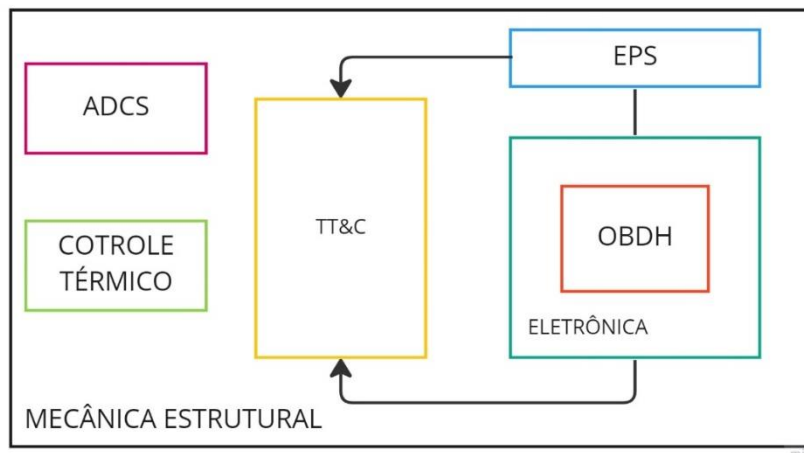 EPS
ADCS
TT&C
COTROLE
TÉRMICO
OBDH
ELETRÔNICA
MECÂNICA ESTRUTURAL